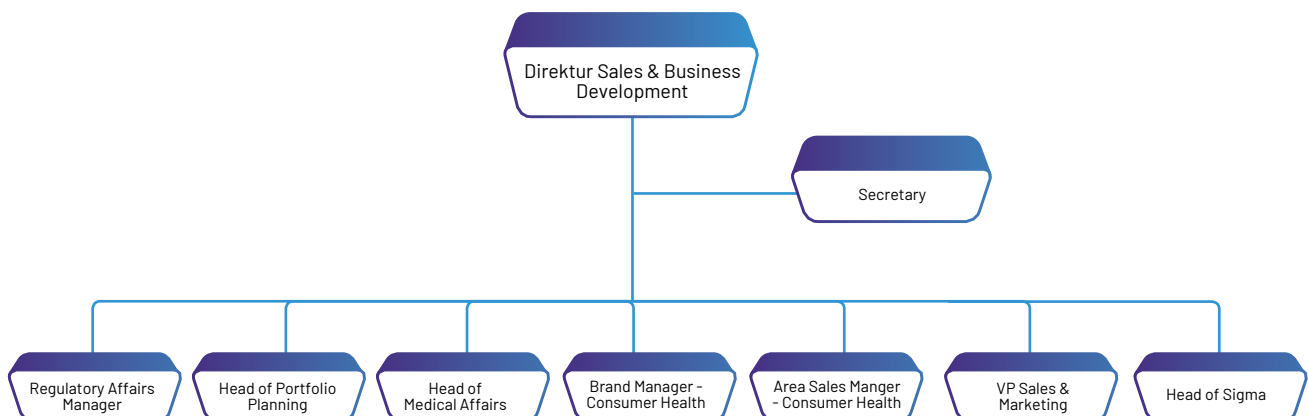 Direktur Sales & Business
Development
Secretary
Regulatory Affairs
Manager
Head of Portfolio
Planning
Head of
Medical Affairs
Brand Manager -
Consumer Health
Area Sales Manger
- Consumer Health
VP Sales &
Marketing
Head of Sigma